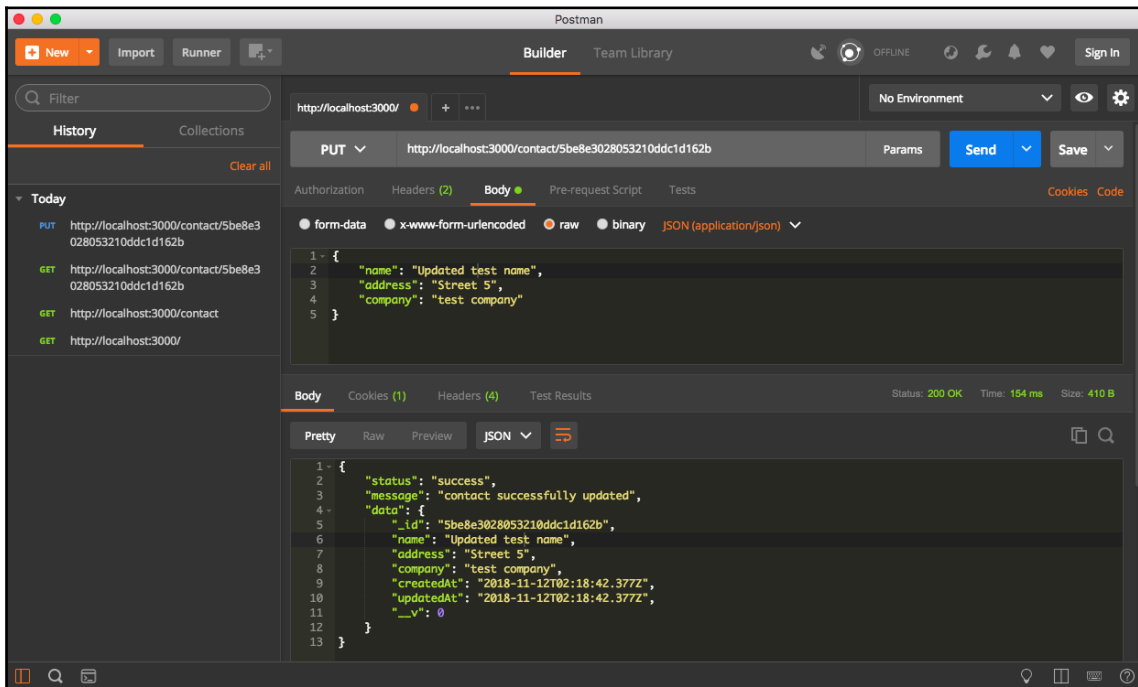 Postman
New Import Runner Builder Team Library OFFLINE Sign In
Filter
History Collections
Clear all
Today
PUT http://localhost:3000/contact/5be8e3
028053210ddc1d162b
GET http://localhost:3000/contact/5be8e3
028053210ddc1d162b
GET http://localhost:3000/contact
GET http://localhost:3000/
http://localhost:3000/ + ••• No Environment
PUT http://localhost:3000/contact/5be8e3028053210ddc1d162b Params Send Save
Authorization Headers (2) Body Pre-request Script Tests Cookies Code
form-data x-www-form-urlencoded raw binary JSON (application/json)
1 {
2 "name": "Updated test name",
3 "address": "Street 5",
4 "company": "test company"
5 }
Body Cookies (1) Headers (4) Test Results Status: 200 OK Time: 154 ms Size: 410 B
Pretty Raw Preview JSON
1 {
2 "status": "success",
3 "message": "contact successfully updated",
4 "data": {
5 "_id": "5be8e3028053210ddc1d162b",
6 "name": "Updated test name",
7 "address": "Street 5",
8 "company": "test company",
9 "createdAt": "2018-11-12T02:18:42.377Z",
10 "updatedAt": "2018-11-12T02:18:42.377Z",
11 "__v": 0
12 }
13 }